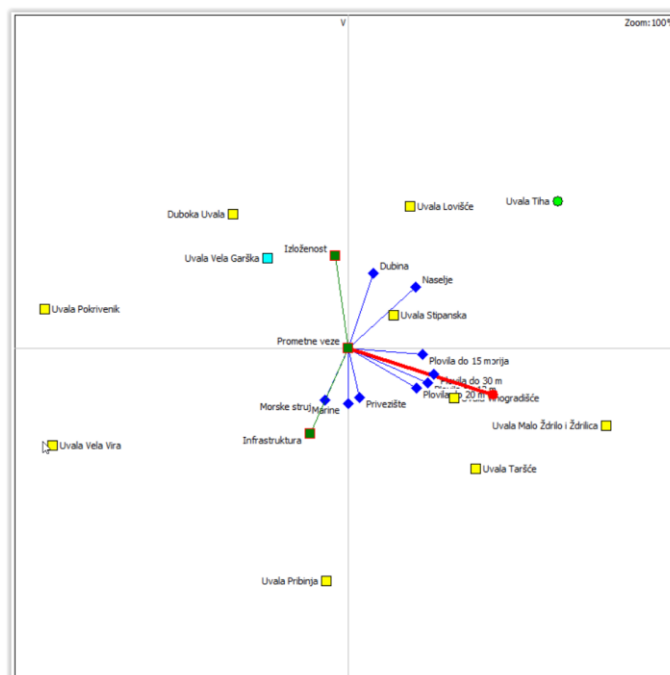 V
Zoom:100%
Uvala Tiha
Uvala Lovišće
Duboka Uvala
Izloženost
Uvala Vela Garška
Dubina
Naselje
Uvala Pokrivenik
Uvala Stipanska
Prometne veze
Plovila do 15 m
Plovila do 30 m
Plovila do 20 m
Privezište
Morske struj
Marine
Uvala Malo Ždrilo i Ždrilica
Infrastruktura
Uvala Vela Vira
Uvala Taršće
Uvala Pribinja